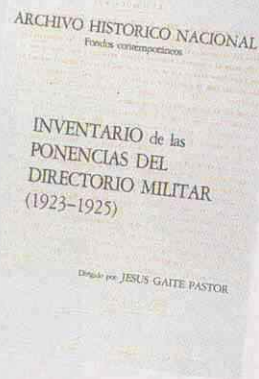 ARCHIVO HISTORICO NACIONAL
Fondos contemporáneos
INVENTARIO de las
PONENCIAS DEL
DIRECTORIO MILITAR
(1923-1925)
Dirigido por JESUS GAITE PASTOR